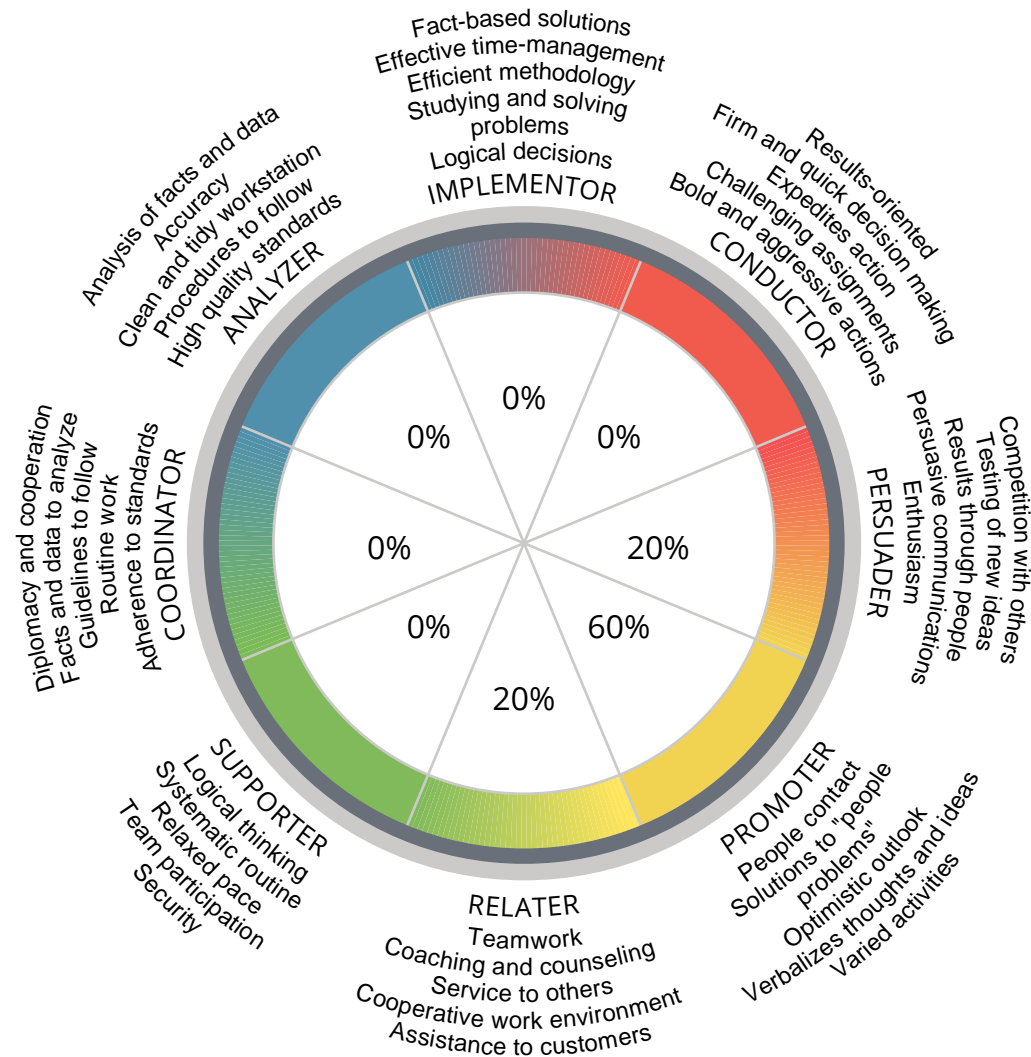 Fact-based solutions
Effective time-management
Efficient methodology
Studying and solving
problems
Logical decisions
IMPLEMENTOR
Results-oriented
Firm and quick decision making
Expedites action
Challenging assignments
Bold and aggressive actions
CONDUCTOR
Competition with others
Testing of new ideas
Results through people
Persuasive communications
Enthusiasm
PERSUADER
PROMOTER
People contact
Solutions to "people
problems"
Optimistic outlook
Verbalizes thoughts and ideas
Varied activities
RELATER
Teamwork
Coaching and counseling
Service to others
Cooperative work environment
Assistance to customers
SUPPORTER
Logical thinking
Systematic routine
Relaxed pace
Team participation
Security
Diplomacy and cooperation
Facts and data to analyze
Guidelines to follow
Routine work
Adherence to standards
COORDINATOR
Analysis of facts and data
Accuracy
Clean and tidy workstation
Procedures to follow
High quality standards
ANALYZER
0%
0%
20%
60%
20%
0%
0%
0%